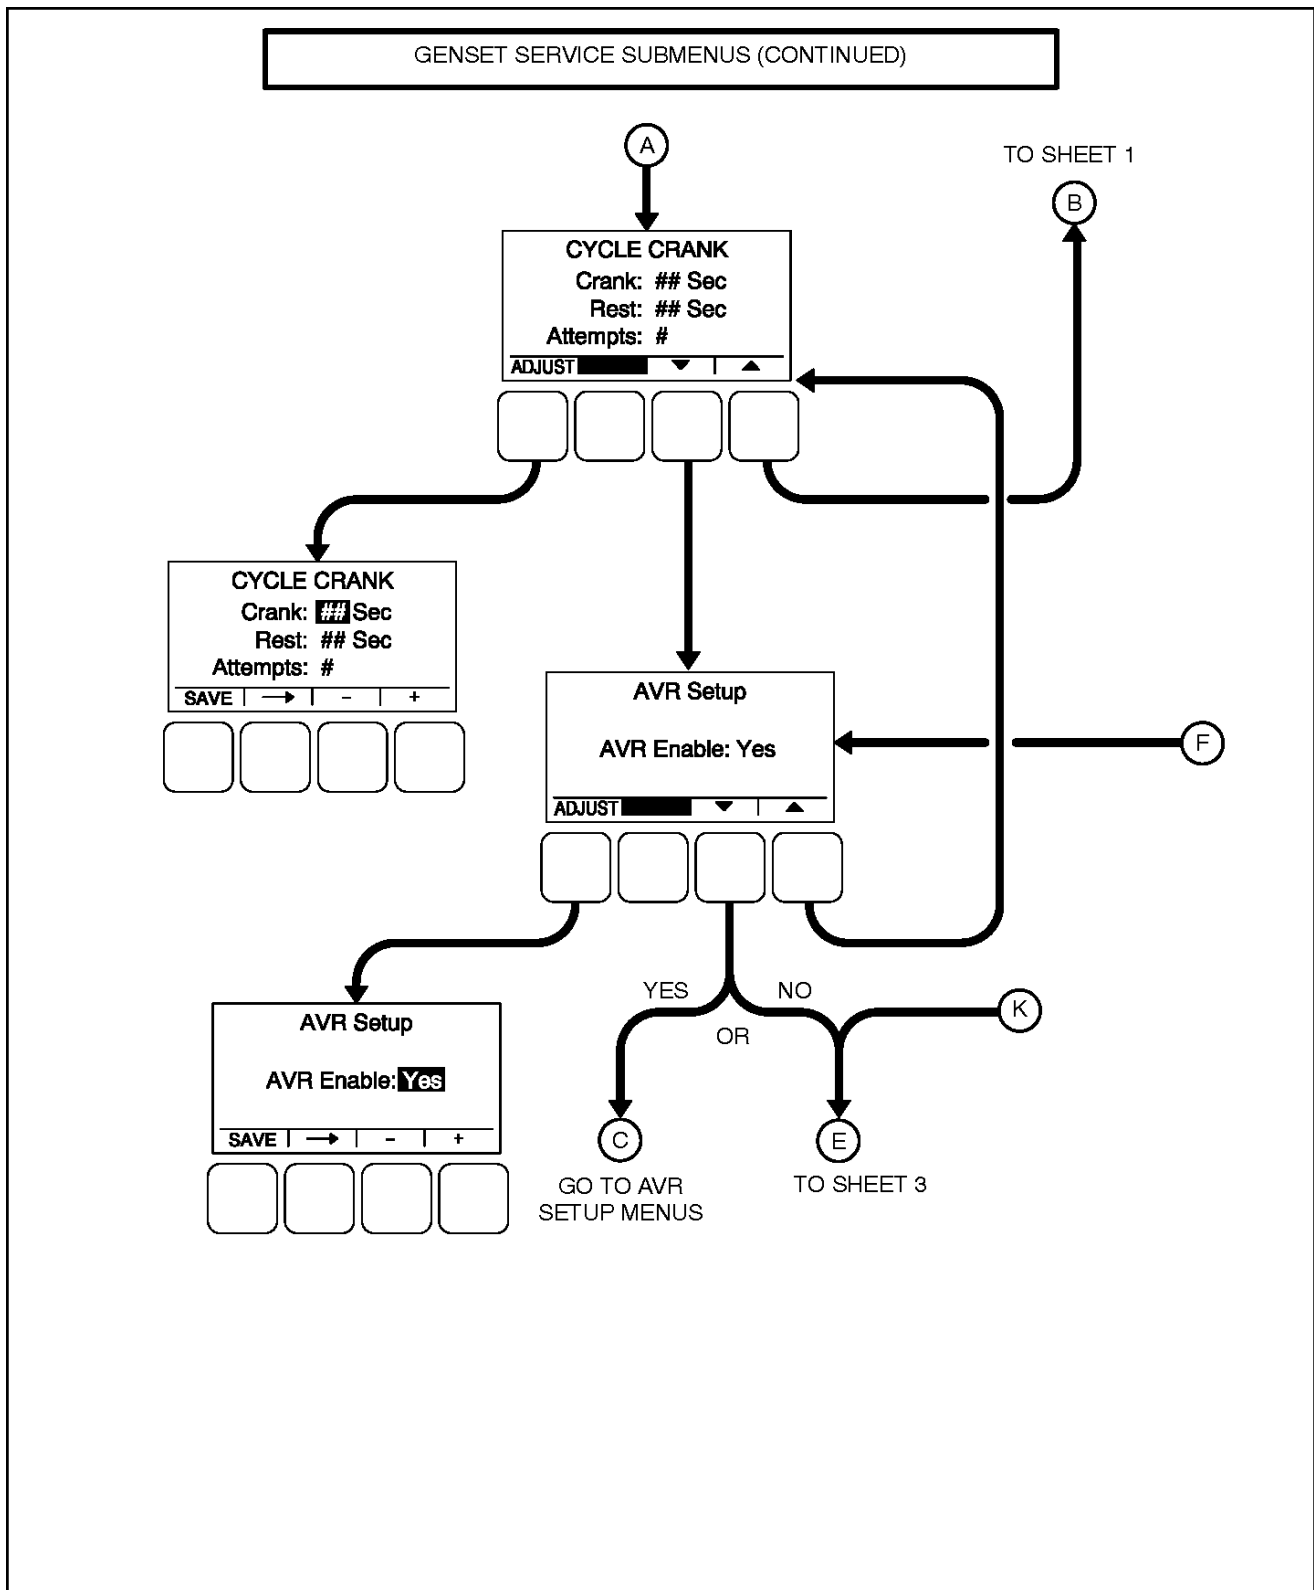 GENSET SERVICE SUBMENUS (CONTINUED)
A
TO SHEET 1
B
CYCLE CRANK
Crank: ## Sec
Rest: ## Sec
Attempts: #
ADJUST ▼ | ▲
CYCLE CRANK
Crank: ## Sec
Rest: ## Sec
Attempts: #
SAVE | → | - | +
AVR Setup
AVR Enable: Yes
ADJUST ▼ | ▲
F
YES
NO
OR
K
AVR Setup
AVR Enable: Yes
SAVE | → | - | +
C
GO TO AVR
SETUP MENUS
E
TO SHEET 3